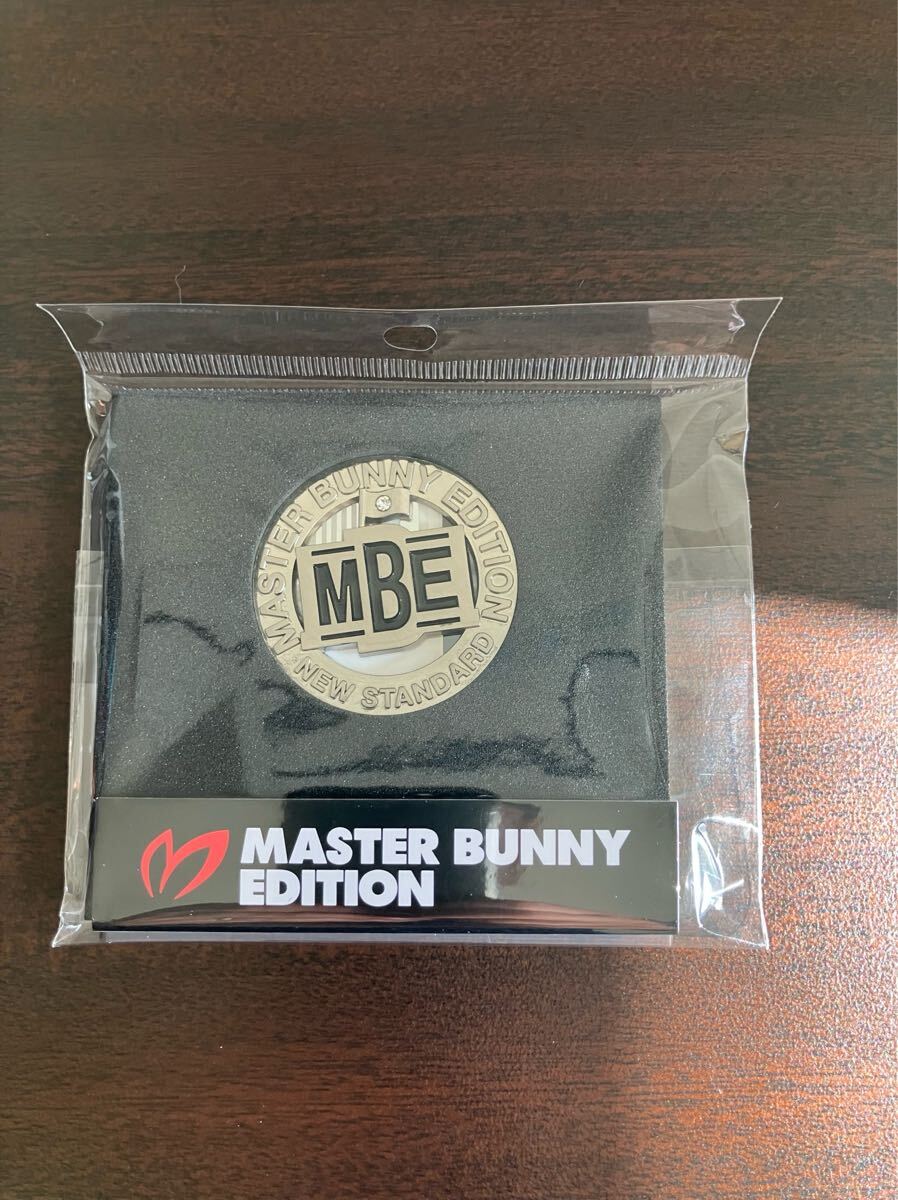 MASTER BUNNY EDITION
MBE
NEW STANDARD
MASTER BUNNY
EDITION